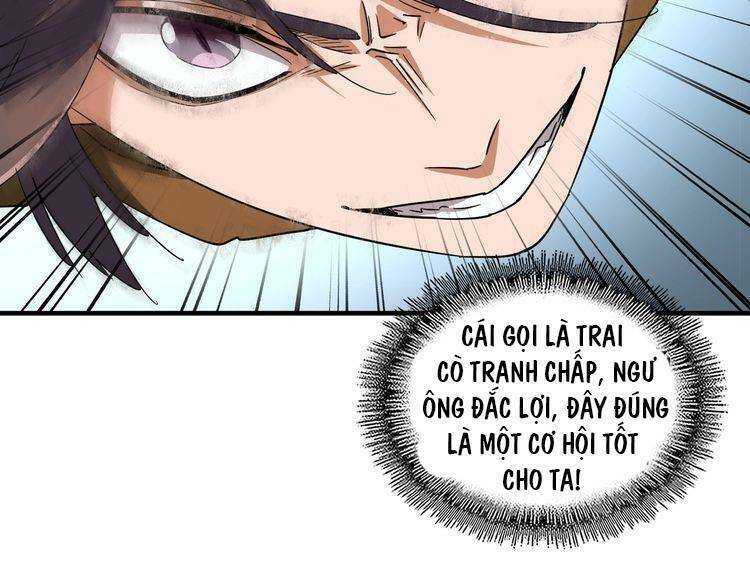 CÁI GỌI LÀ TRAI
CÒ TRANH CHẤP, NGƯ
ÔNG ĐẮC LỢI, ĐÂY ĐÚNG
LÀ MỘT CƠ HỘI TỐT
CHO TA!